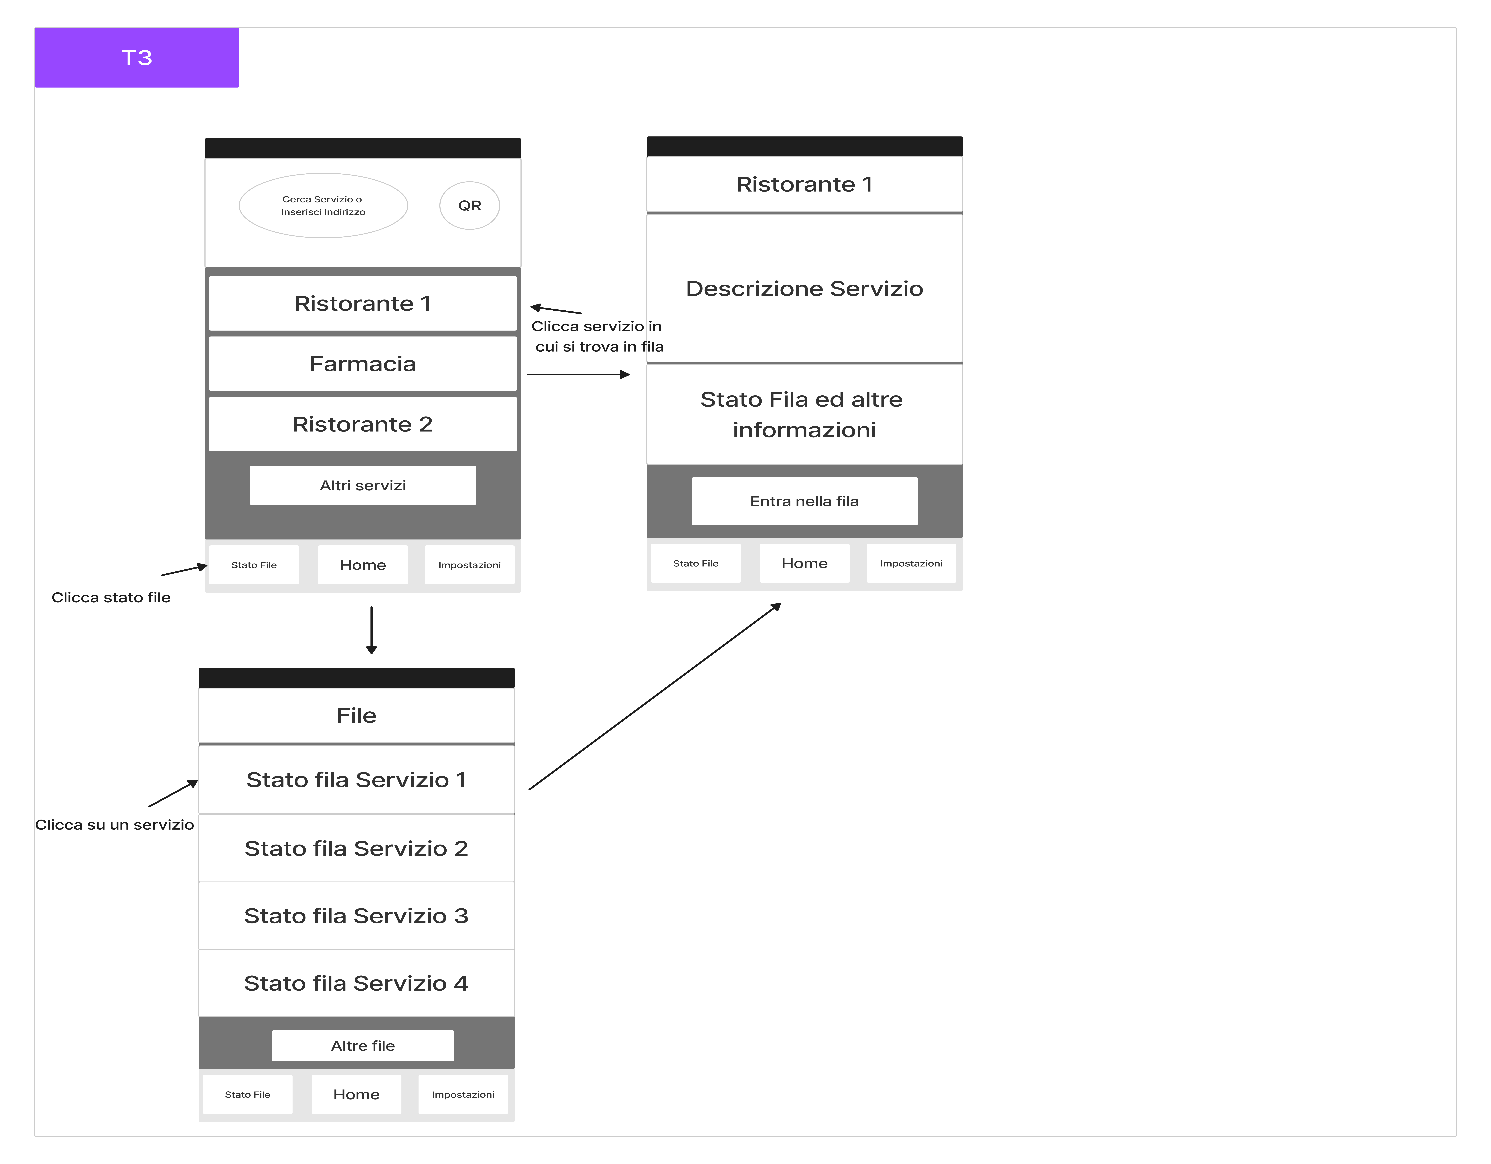 T3
Cerca Servizio o
Inserisci Indirizzo
QR
Ristorante 1
Farmacia
Ristorante 2
Altri servizi
Stato File
Home
Impostazioni
Clicca stato file
Clicca servizio in
cui si trova in fila
Ristorante 1
Descrizione Servizio
Stato Fila ed altre
informazioni
Entra nella fila
Stato File
Home
Impostazioni
File
Stato fila Servizio 1
Clicca su un servizio
Stato fila Servizio 2
Stato fila Servizio 3
Stato fila Servizio 4
Altre file
Stato File
Home
Impostazioni